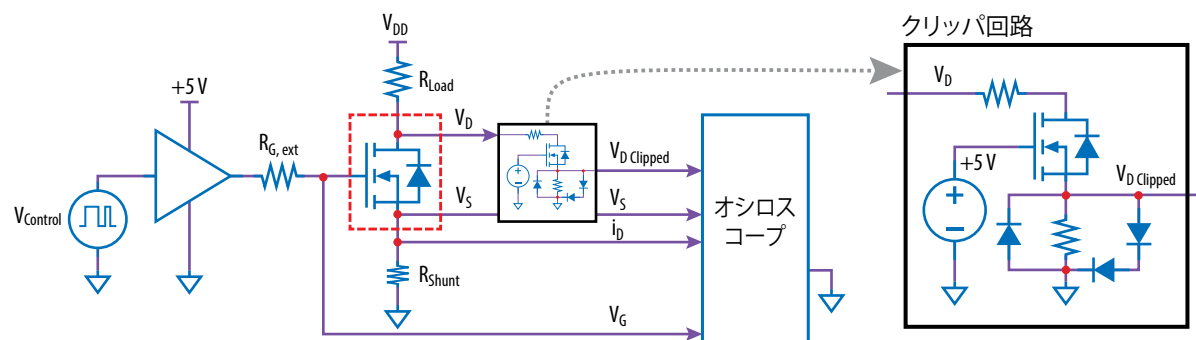 クリッパ回路
V_DD
R_Load
+5 V
V_D
V_D
R_G, ext
V_D Clipped
+5 V
V_D Clipped
V_S
V_S
V_Control
i_D
オシロス
コープ
R_Shunt
V_G